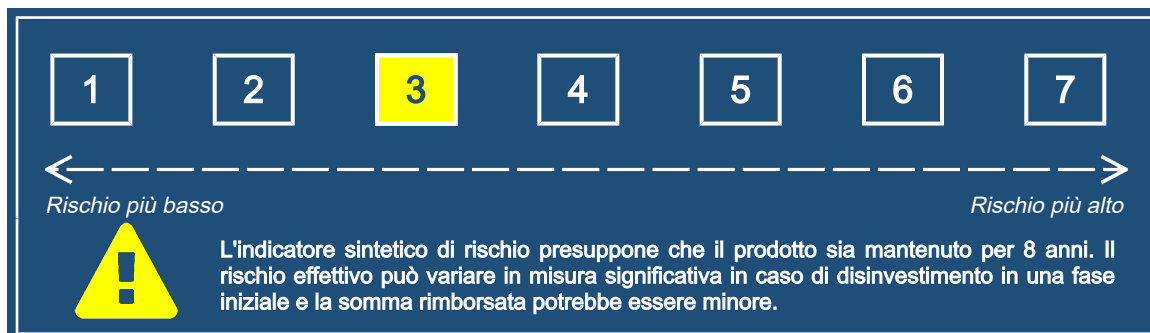 1 2 3 4 5 6 7
Rischio più basso Rischio più alto
L'indicatore sintetico di rischio presuppone che il prodotto sia mantenuto per 8 anni. Il
rischio effettivo può variare in misura significativa in caso di disinvestimento in una fase
iniziale e la somma rimborsata potrebbe essere minore.